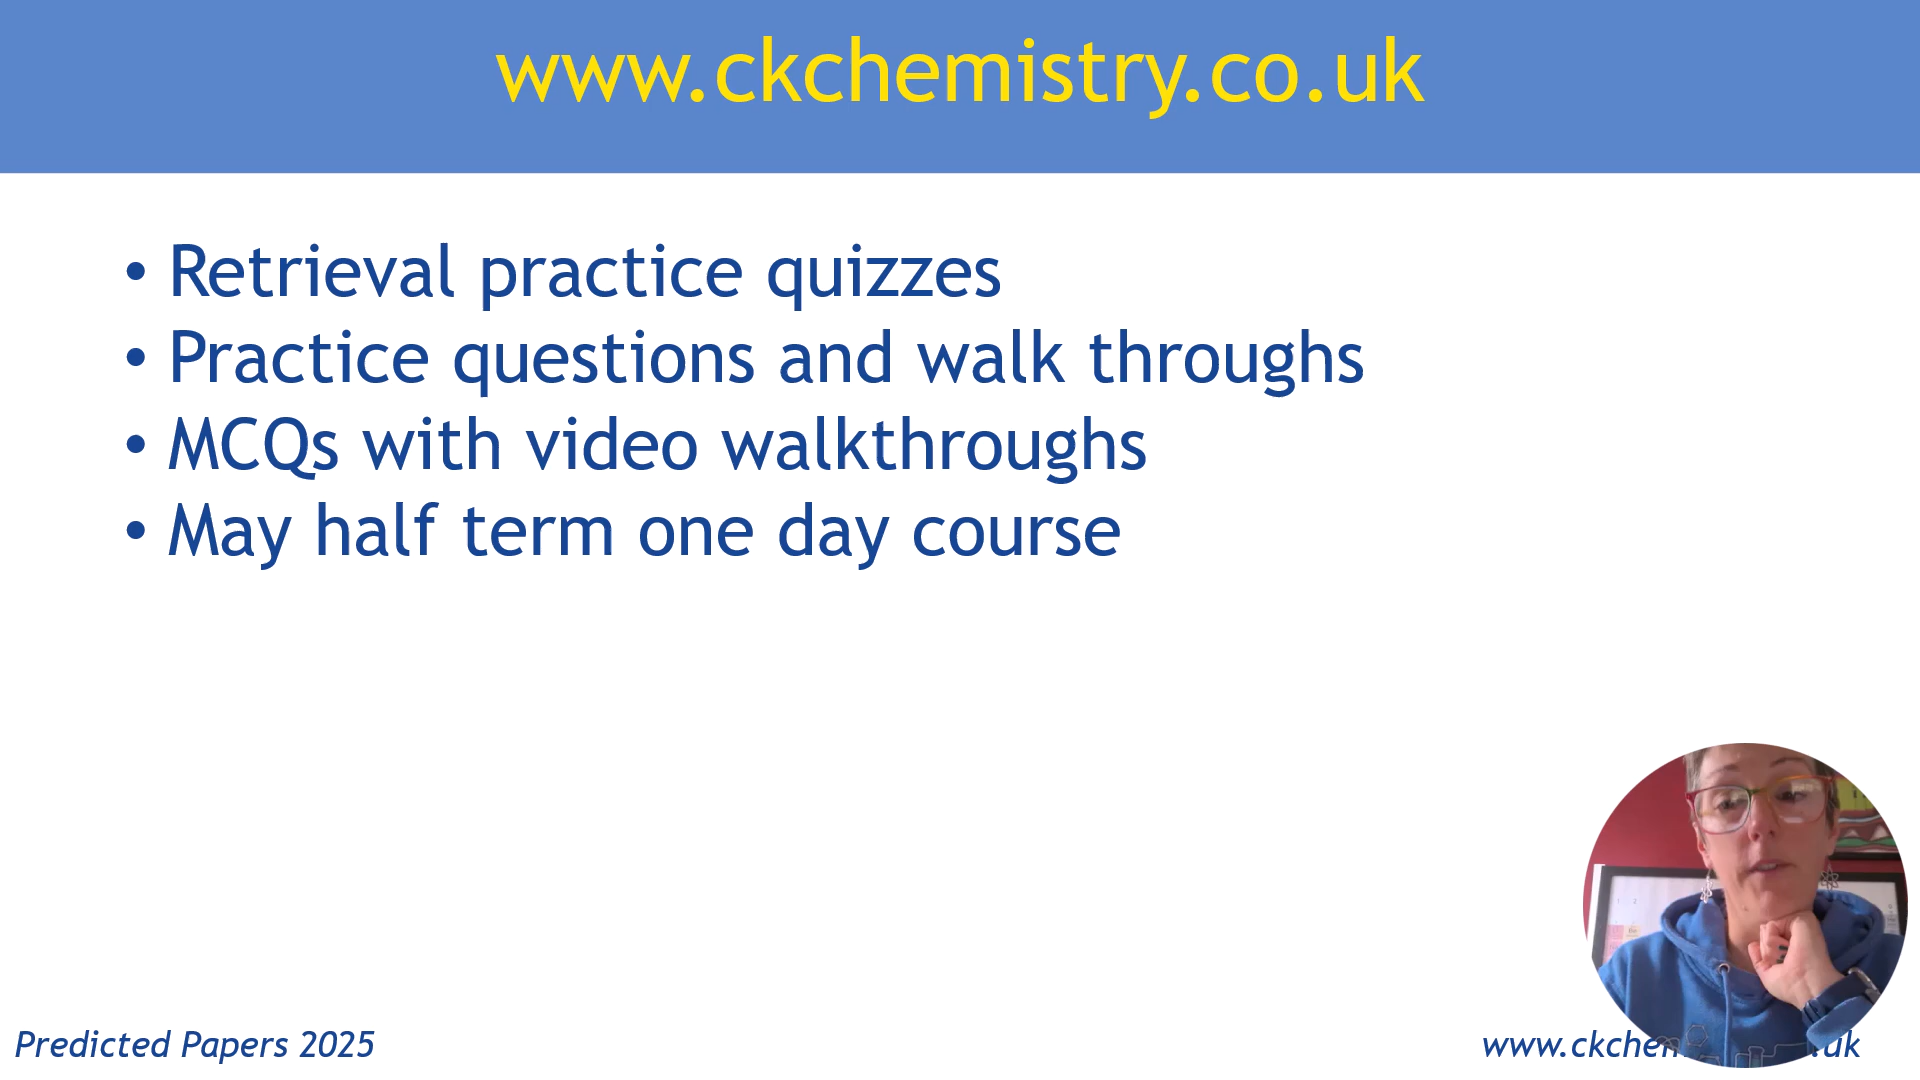 www.ckchemistry.co.uk
• Retrieval practice quizzes
• Practice questions and walk throughs
• MCQs with video walkthroughs
• May half term one day course
Predicted Papers 2025